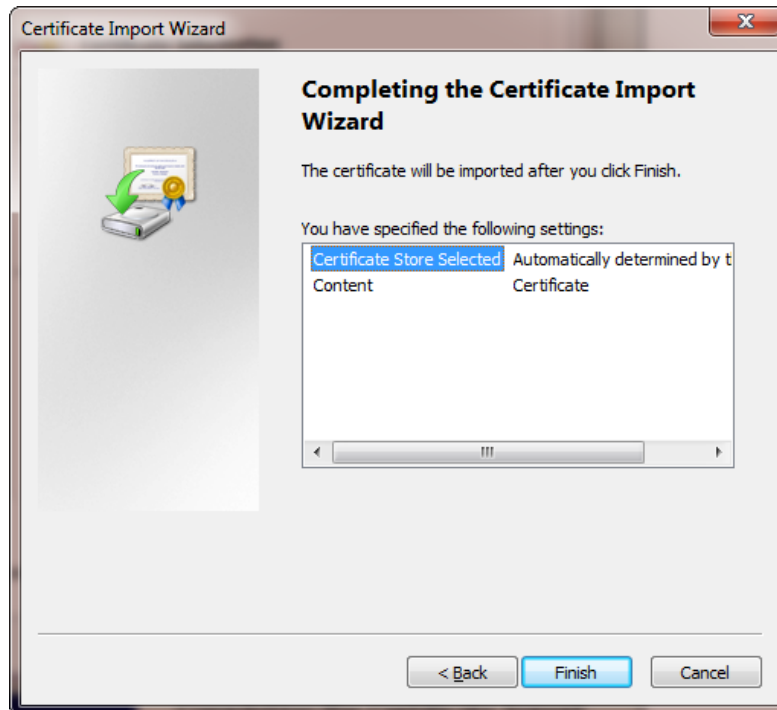 Certificate Import Wizard
Completing the Certificate Import
Wizard
The certificate will be imported after you click Finish.
You have specified the following settings:
Certificate Store Selected Automatically determined by t
Content Certificate
< Back Finish Cancel